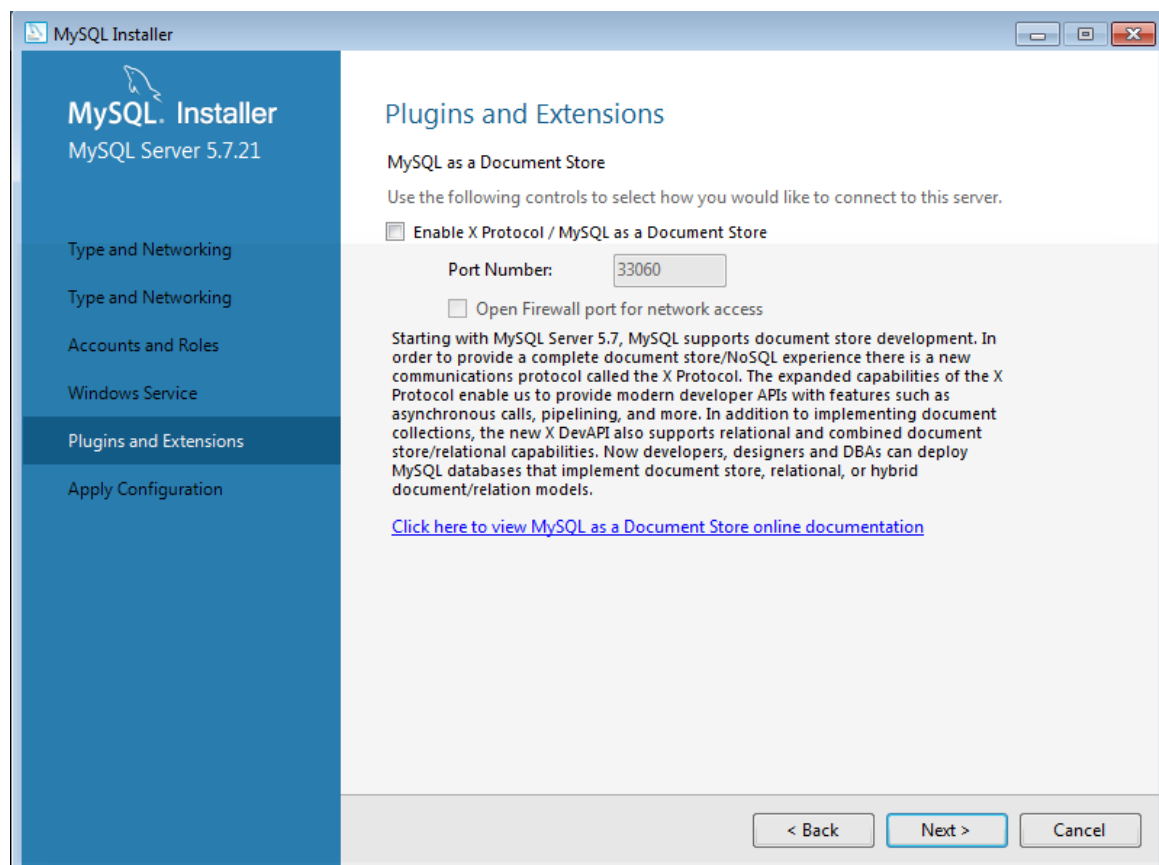 MySQL Installer
MySQL. Installer
MySQL Server 5.7.21
Type and Networking
Type and Networking
Accounts and Roles
Windows Service
Plugins and Extensions
Apply Configuration
Plugins and Extensions
MySQL as a Document Store
Use the following controls to select how you would like to connect to this server.
Enable X Protocol / MySQL as a Document Store
Port Number: 33060
Open Firewall port for network access
Starting with MySQL Server 5.7, MySQL supports document store development. In
order to provide a complete document store/NoSQL experience there is a new
communications protocol called the X Protocol. The expanded capabilities of the X
Protocol enable us to provide modern developer APIs with features such as
asynchronous calls, pipelining, and more. In addition to implementing document
collections, the new X DevAPI also supports relational and combined document
store/relational capabilities. Now developers, designers and DBAs can deploy
MySQL databases that implement document store, relational, or hybrid
document/relation models.
Click here to view MySQL as a Document Store online documentation
< Back
Next >
Cancel